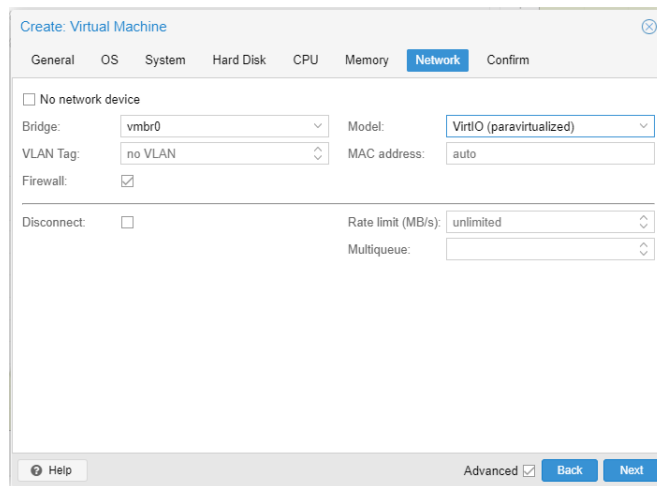 Create: Virtual Machine
General OS System Hard Disk CPU Memory Network Confirm
No network device
Bridge: vmbr0 Model: VirtIO (paravirtualized)
VLAN Tag: no VLAN MAC address: auto
Firewall:
Disconnect: Rate limit (MB/s): unlimited
Multiqueue:
Help Advanced Back Next